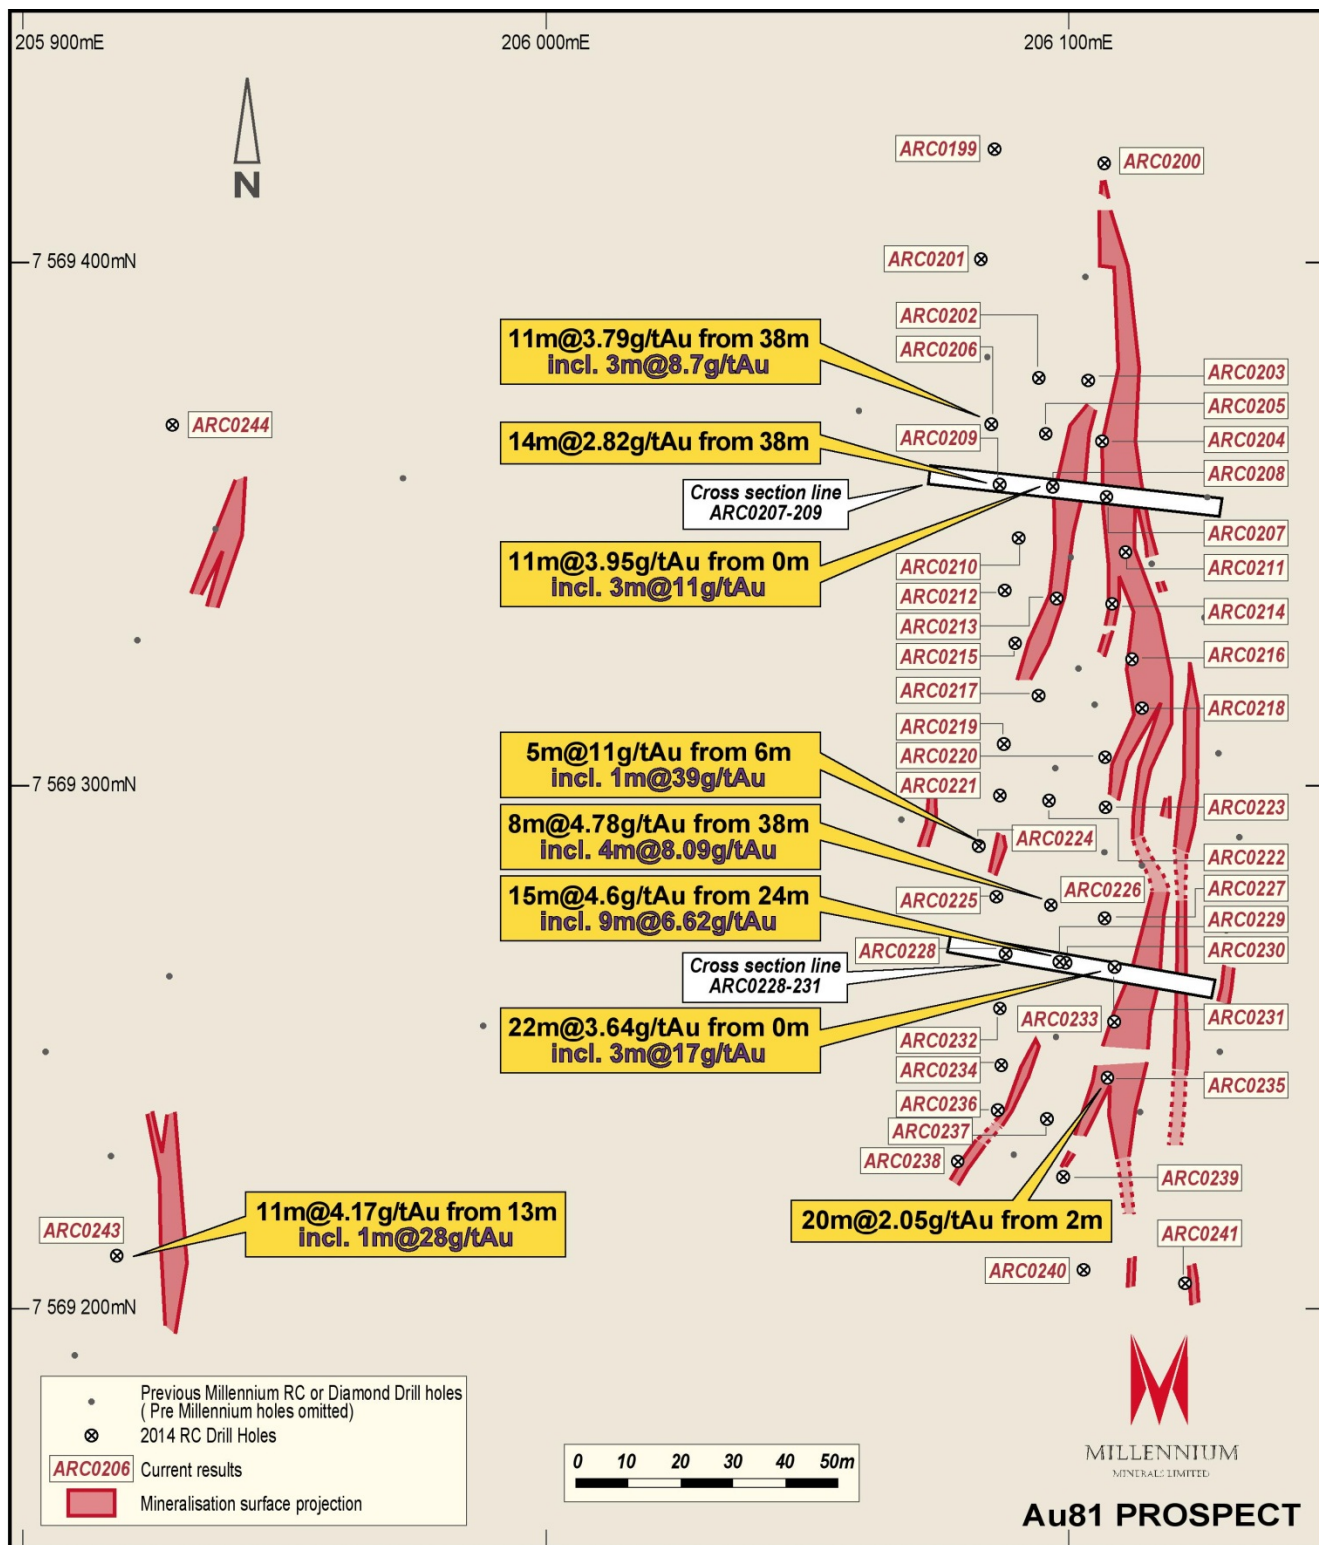 205 900mE
206 000mE
206 100mE
N
ARC0199
ARC0200
7 569 400mN
ARC0201
ARC0202
11m@3.79g/tAu from 38m
incl. 3m@8.7g/tAu
ARC0206
ARC0203
ARC0205
ARC0244
14m@2.82g/tAu from 38m
ARC0209
ARC0204
ARC0208
Cross section line
ARC0207-209
ARC0207
11m@3.95g/tAu from 0m
incl. 3m@11g/tAu
ARC0210
ARC0211
ARC0212
ARC0214
ARC0213
ARC0215
ARC0216
ARC0217
ARC0218
ARC0219
5m@11g/tAu from 6m
incl. 1m@39g/tAu
ARC0220
7 569 300mN
ARC0221
ARC0223
8m@4.78g/tAu from 38m
incl. 4m@8.09g/tAu
ARC0224
ARC0222
15m@4.6g/tAu from 24m
incl. 9m@6.62g/tAu
ARC0225
ARC0226
ARC0227
ARC0229
ARC0228
ARC0230
Cross section line
ARC0228-231
22m@3.64g/tAu from 0m
incl. 3m@17g/tAu
ARC0233
ARC0231
ARC0232
ARC0234
ARC0235
ARC0236
ARC0237
ARC0238
ARC0239
11m@4.17g/tAu from 13m
incl. 1m@28g/tAu
20m@2.05g/tAu from 2m
ARC0243
ARC0241
ARC0240
7 569 200mN
Previous Millennium RC or Diamond Drill holes
( Pre Millennium holes omitted)
2014 RC Drill Holes
ARC0206 Current results
Mineralisation surface projection
0 10 20 30 40 50m
MILLENNIUM
MINERALS LIMITED
Au81 PROSPECT